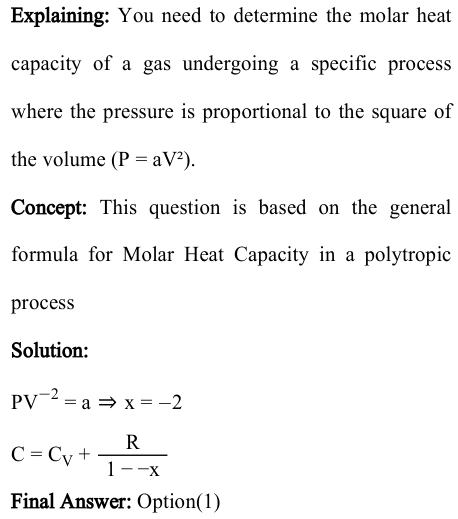 Explaining: You need to determine the molar heat
capacity of a gas undergoing a specific process
where the pressure is proportional to the square of
the volume (P = aV²).
Concept: This question is based on the general
formula for Molar Heat Capacity in a polytropic
process
Solution:
PV⁻² = a ⇒ x = –2
C = C_V + R / (1 – –x)
Final Answer: Option(1)